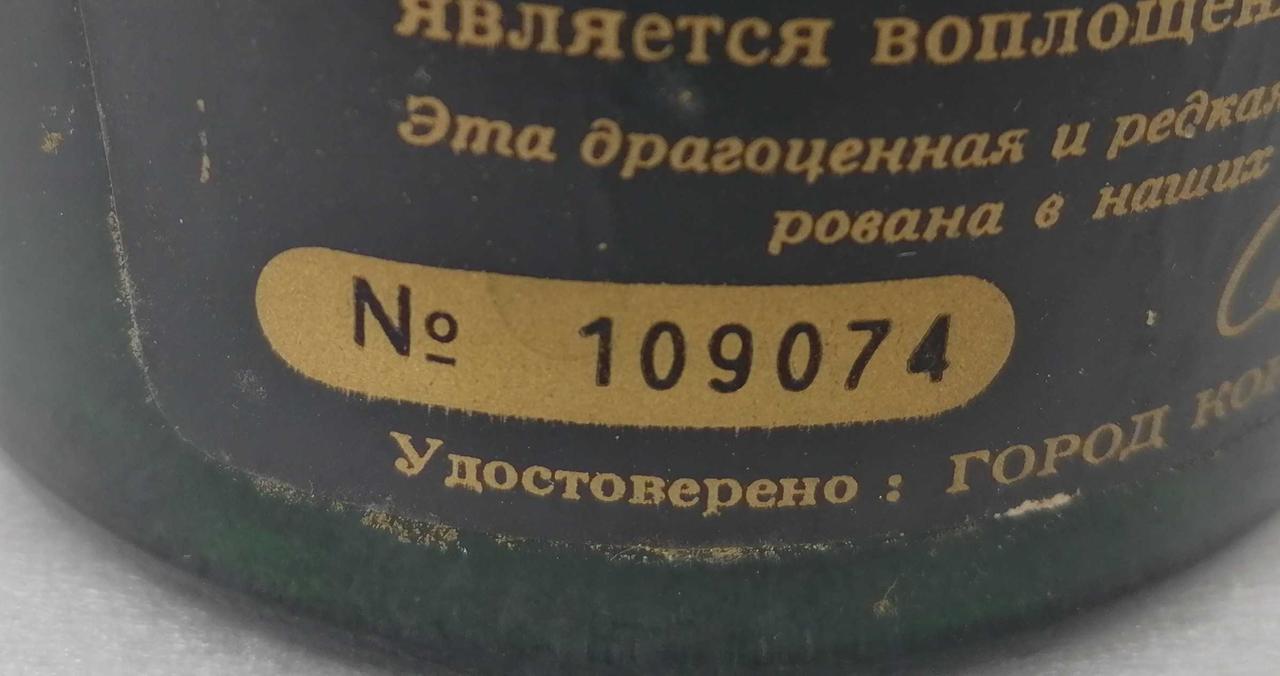 является воплощен
Эта драгоценная и редкая
рована в наших
№ 109074
Удостоверено : ГОРОД КО